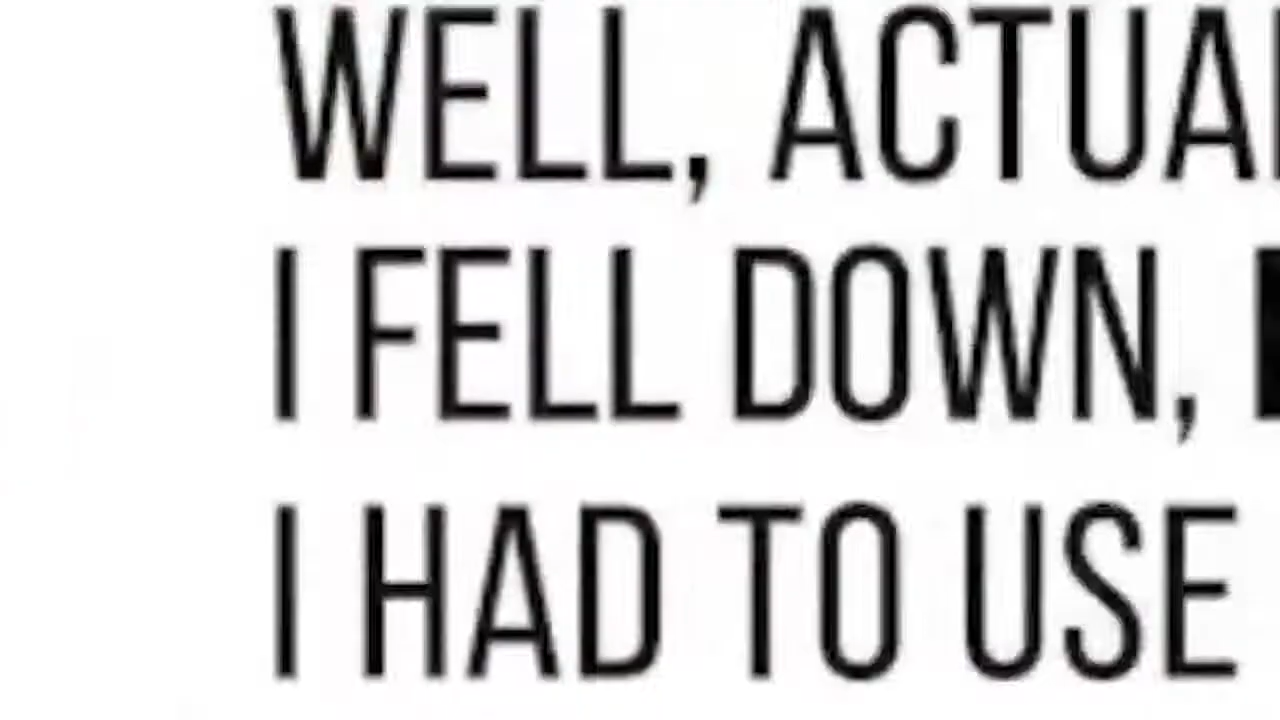 WELL, ACTUA
I FELL DOWN,
I HAD TO USE